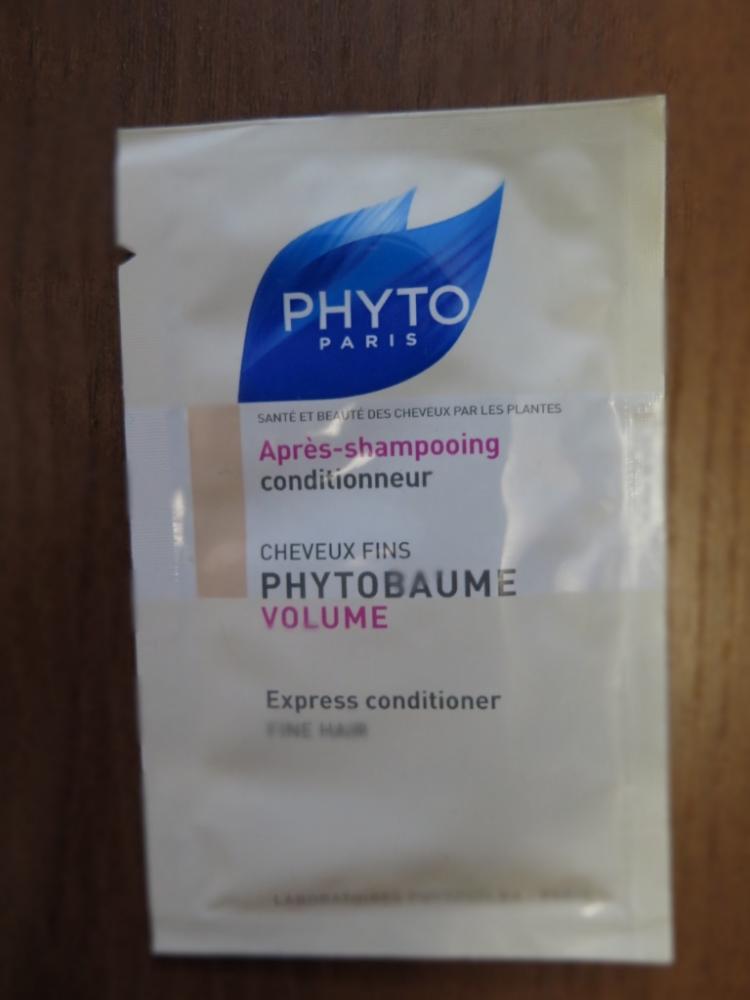 PHYTO
PARIS
SANTÉ ET BEAUTÉ DES CHEVEUX PAR LES PLANTES
Après-shampooing
conditionneur
CHEVEUX FINS
PHYTOBAUME
VOLUME
Express conditioner
FINE HAIR
LABORATOIRES